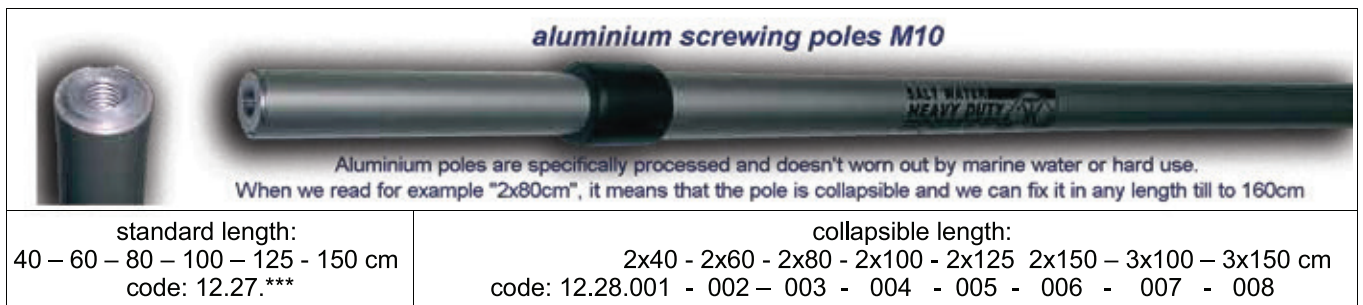 aluminium screwing poles M10
SALT WATER
HEAVY DUTY
Aluminium poles are specifically processed and doesn't worn out by marine water or hard use.
When we read for example "2x80cm", it means that the pole is collapsible and we can fix it in any length till to 160cm
standard length:
40 – 60 – 80 – 100 – 125 - 150 cm
code: 12.27.***
collapsible length:
2x40 - 2x60 - 2x80 - 2x100 - 2x125 2x150 – 3x100 – 3x150 cm
code: 12.28.001 - 002 – 003 - 004 - 005 - 006 - 007 - 008